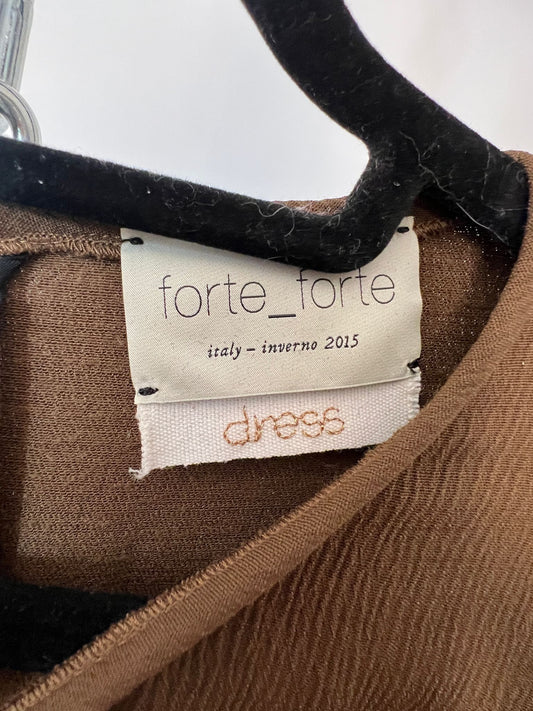 forte_forte
italy – inverno 2015
dress